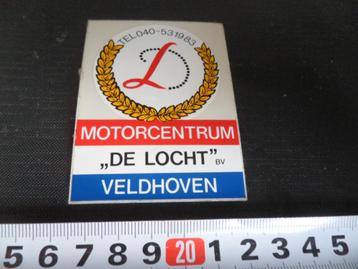 TEL.040-531983
LD
MOTORCENTRUM
„DE LOCHT” BV
VELDHOVEN
5 6 7 8 9 20 1 2 3 4 5